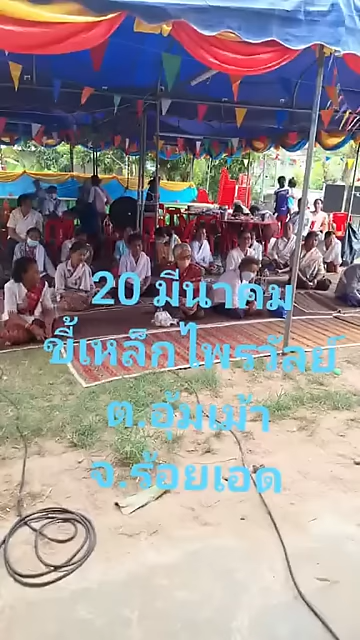 20 มีนาคม
ขี้เหล็กไพรวัลย์
ต.อุ้มเม้า
จ.ร้อยเอด